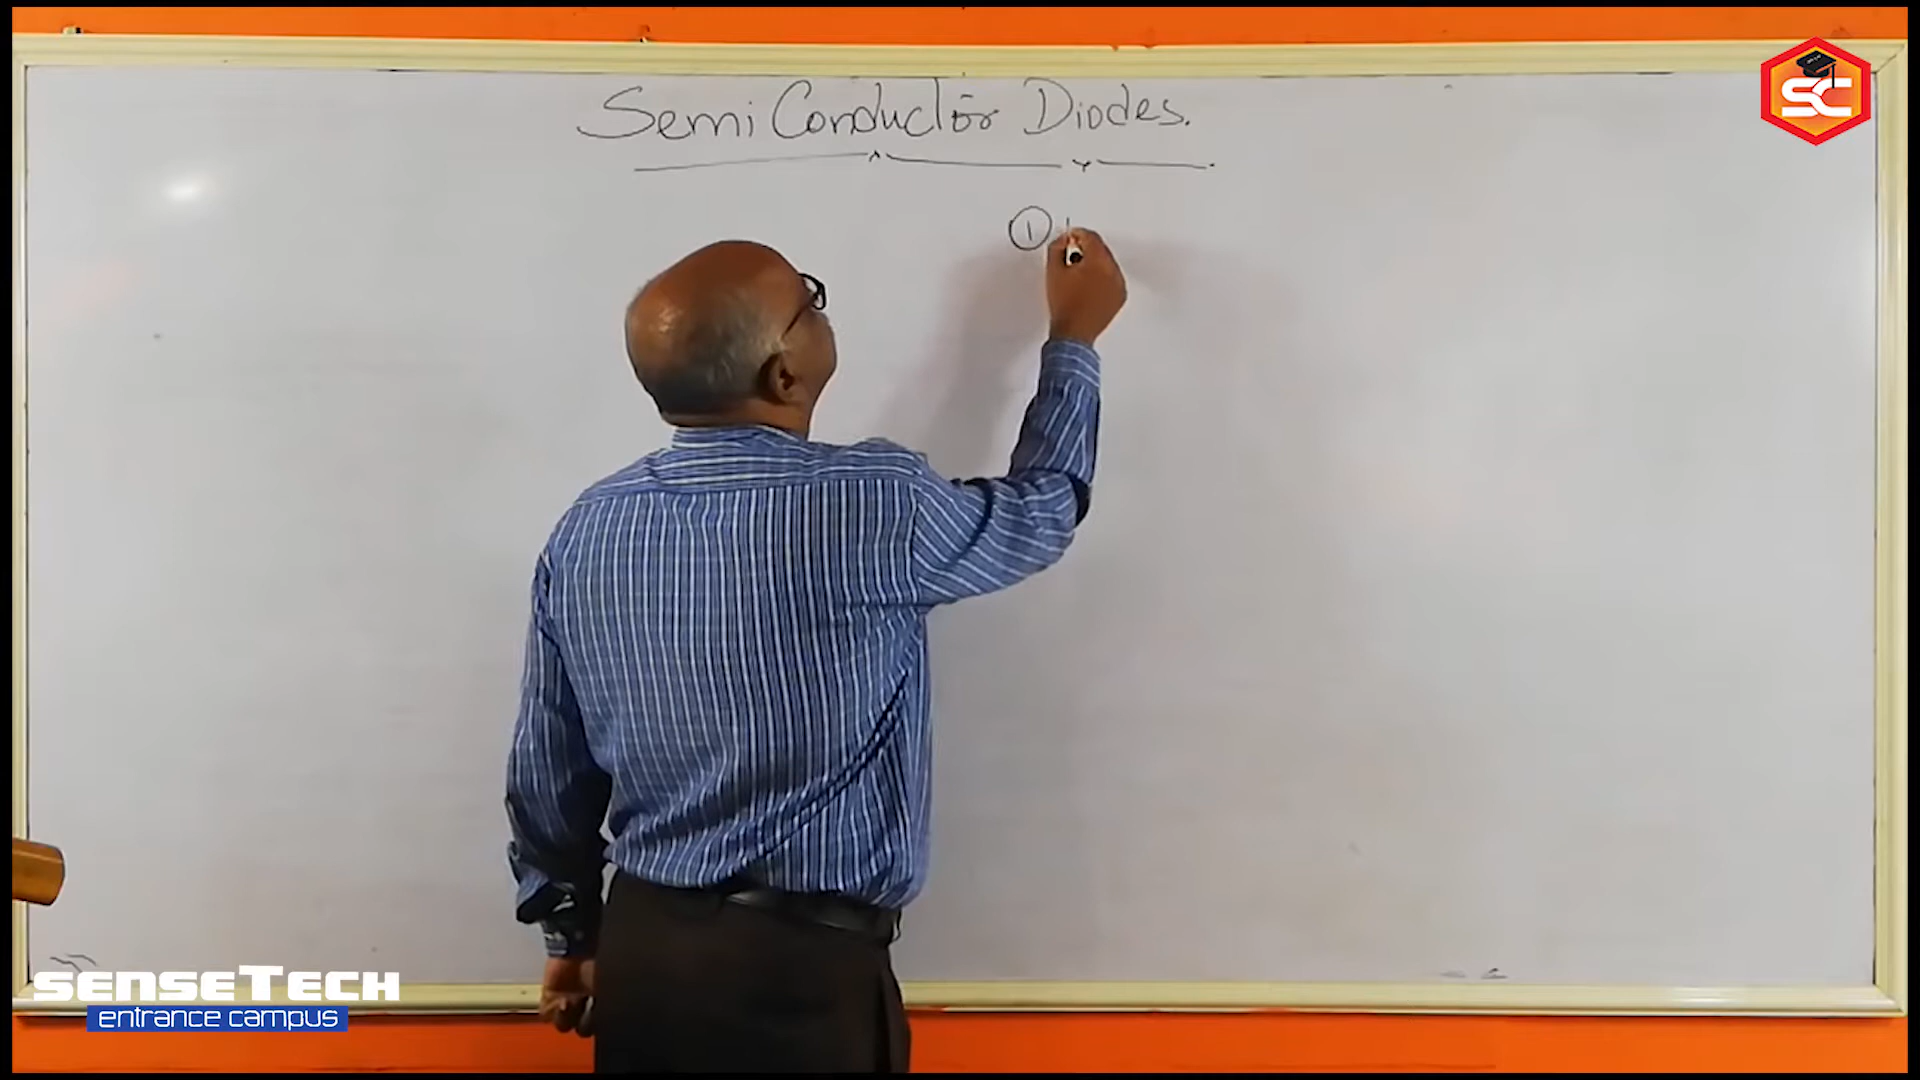 Semi Conductor Diodes.
①
SC
SENSETECH
entrance campus